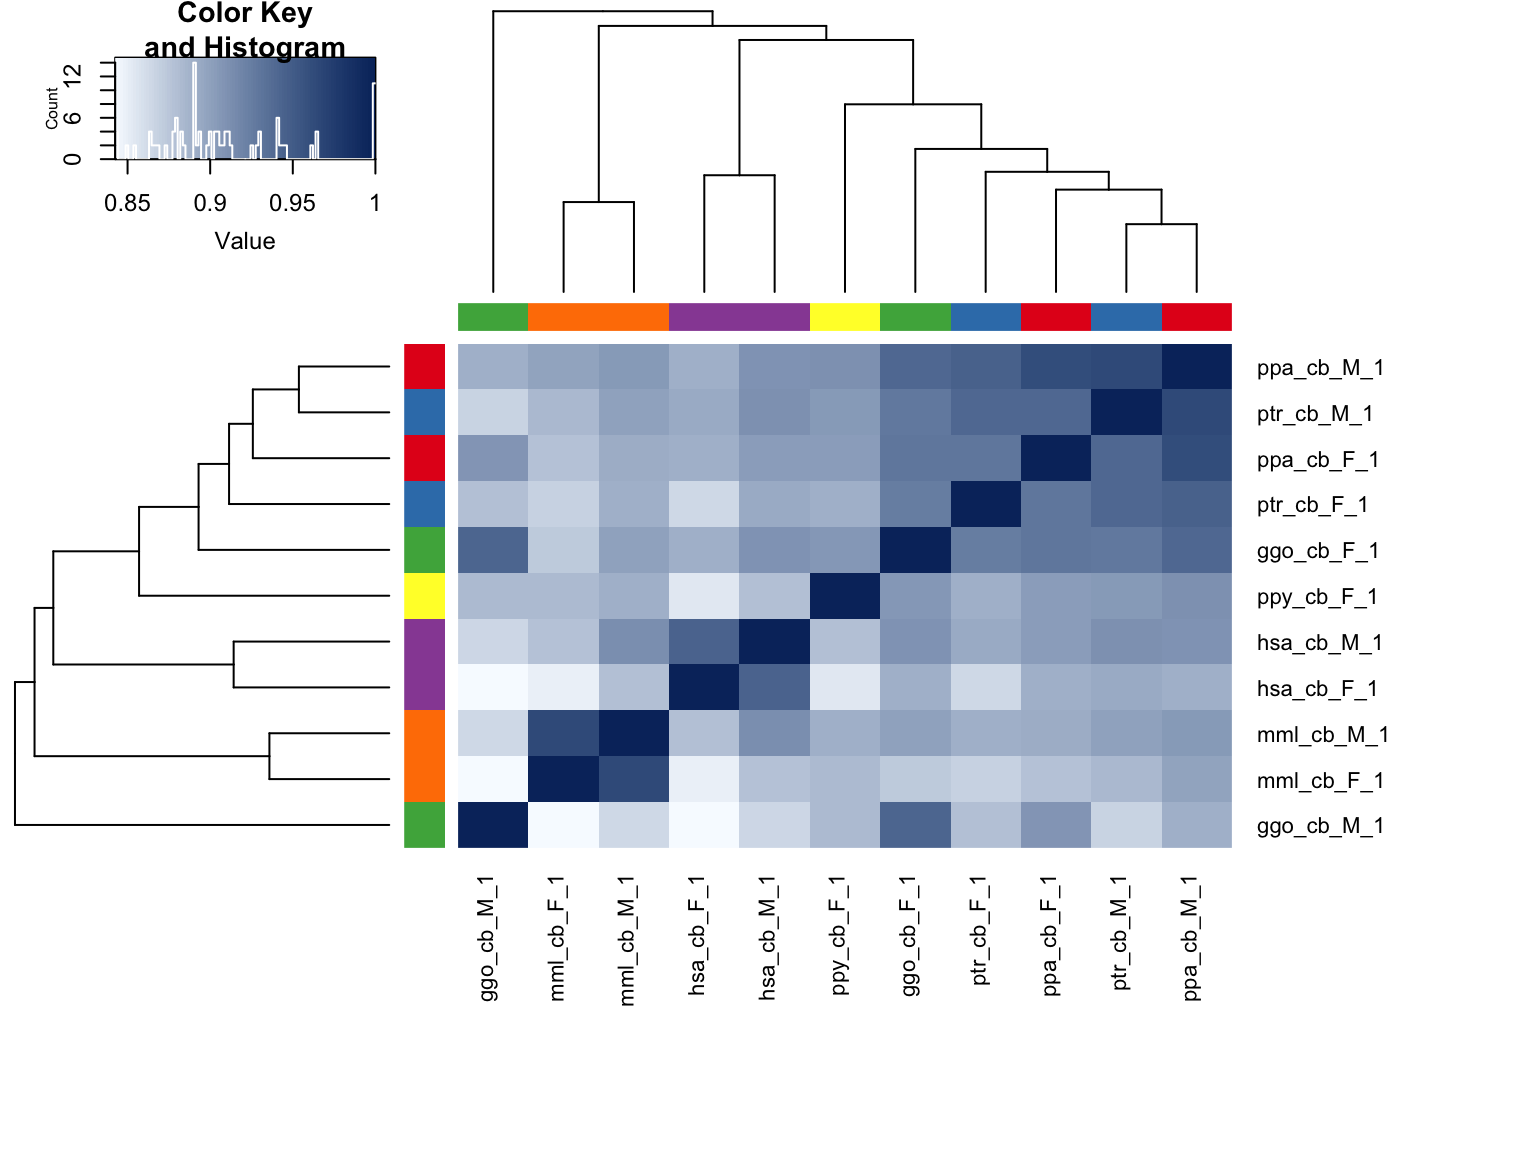 Color Key
and Histogram
Count
0 6 12
0.85 0.9 0.95 1
Value
ppa_cb_M_1
ptr_cb_M_1
ppa_cb_F_1
ptr_cb_F_1
ggo_cb_F_1
ppy_cb_F_1
hsa_cb_M_1
hsa_cb_F_1
mml_cb_M_1
mml_cb_F_1
ggo_cb_M_1
ggo_cb_M_1
mml_cb_F_1
mml_cb_M_1
hsa_cb_F_1
hsa_cb_M_1
ppy_cb_F_1
ggo_cb_F_1
ptr_cb_F_1
ppa_cb_F_1
ptr_cb_M_1
ppa_cb_M_1